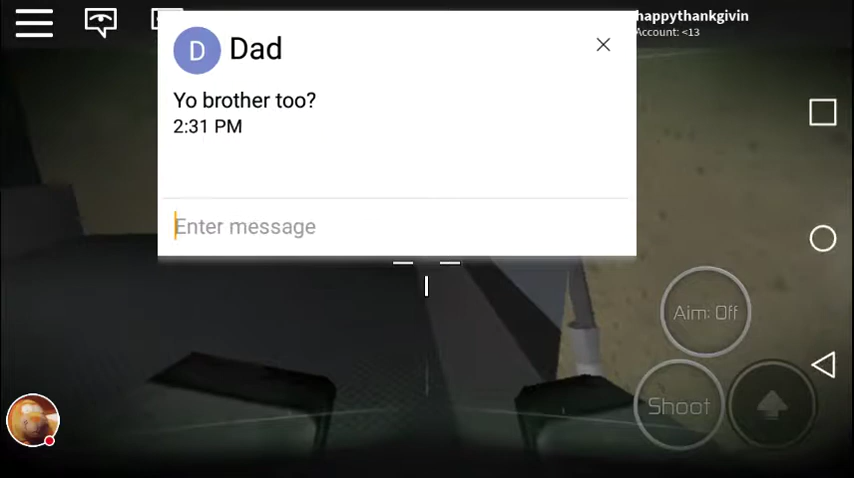 happythankgivin
Account: <13
D
Dad
Yo brother too?
2:31 PM
Enter message
Aim: Off
Shoot